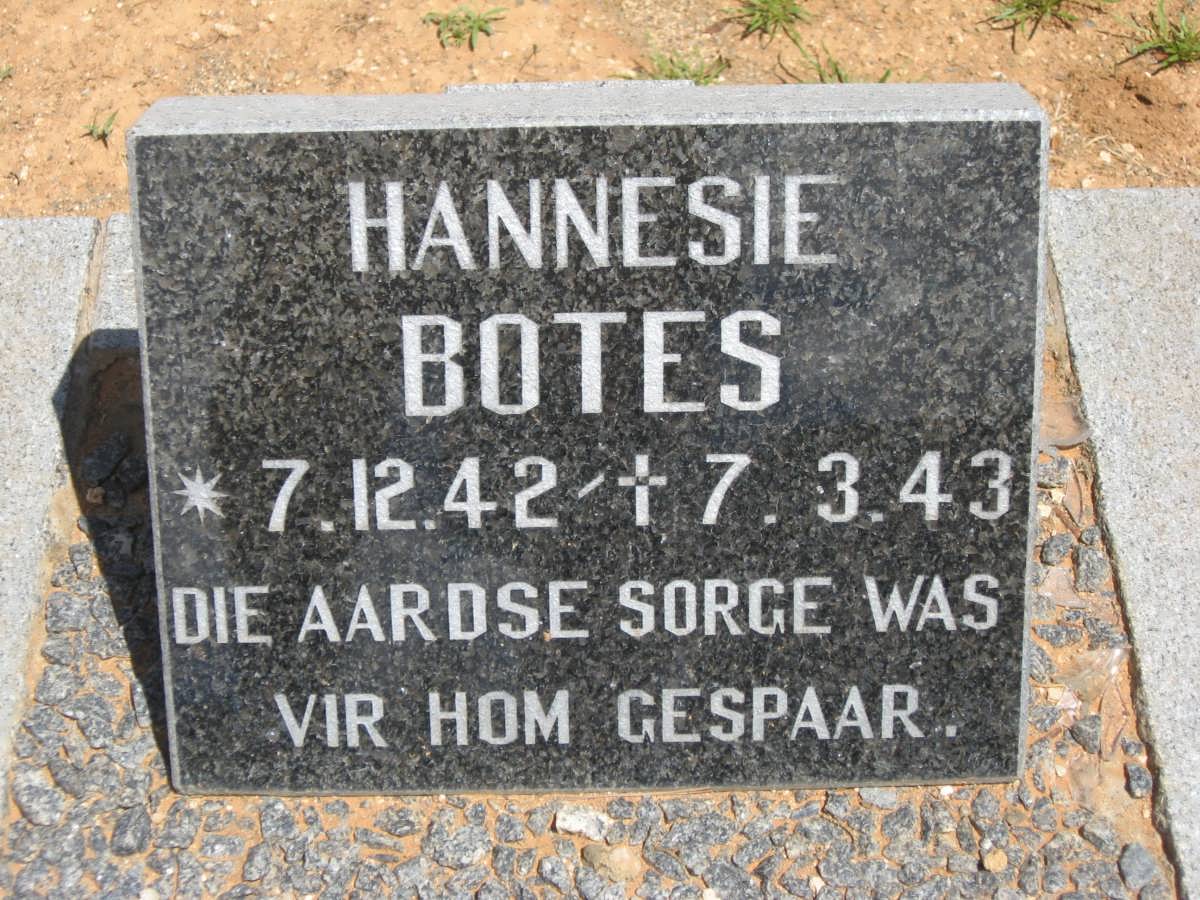 HANNESIE
BOTES
* 7.12.42 - † 7.3.43
DIE AARDSE SORGE WAS
VIR HOM GESPAAR..